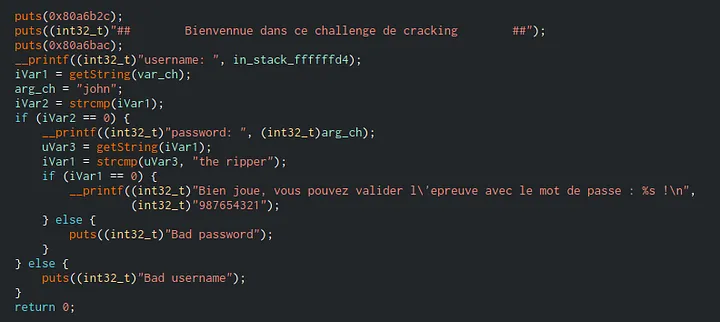 puts(0x80a6b2c);
puts((int32_t)"##        Bienvennue dans ce challenge de cracking        ##");
puts(0x80a6bac);
__printf((int32_t)"username: ", in_stack_ffffffd4);
iVar1 = getString(var_ch);
arg_ch = "john";
iVar2 = strcmp(iVar1);
if (iVar2 == 0) {
    __printf((int32_t)"password: ", (int32_t)arg_ch);
    uVar3 = getString(iVar1);
    iVar1 = strcmp(uVar3, "the ripper");
    if (iVar1 == 0) {
        __printf((int32_t)"Bien joue, vous pouvez valider l\'epreuve avec le mot de passe : %s !\n",
                 (int32_t)"987654321");
    } else {
        puts((int32_t)"Bad password");
    }
} else {
    puts((int32_t)"Bad username");
}
return 0;